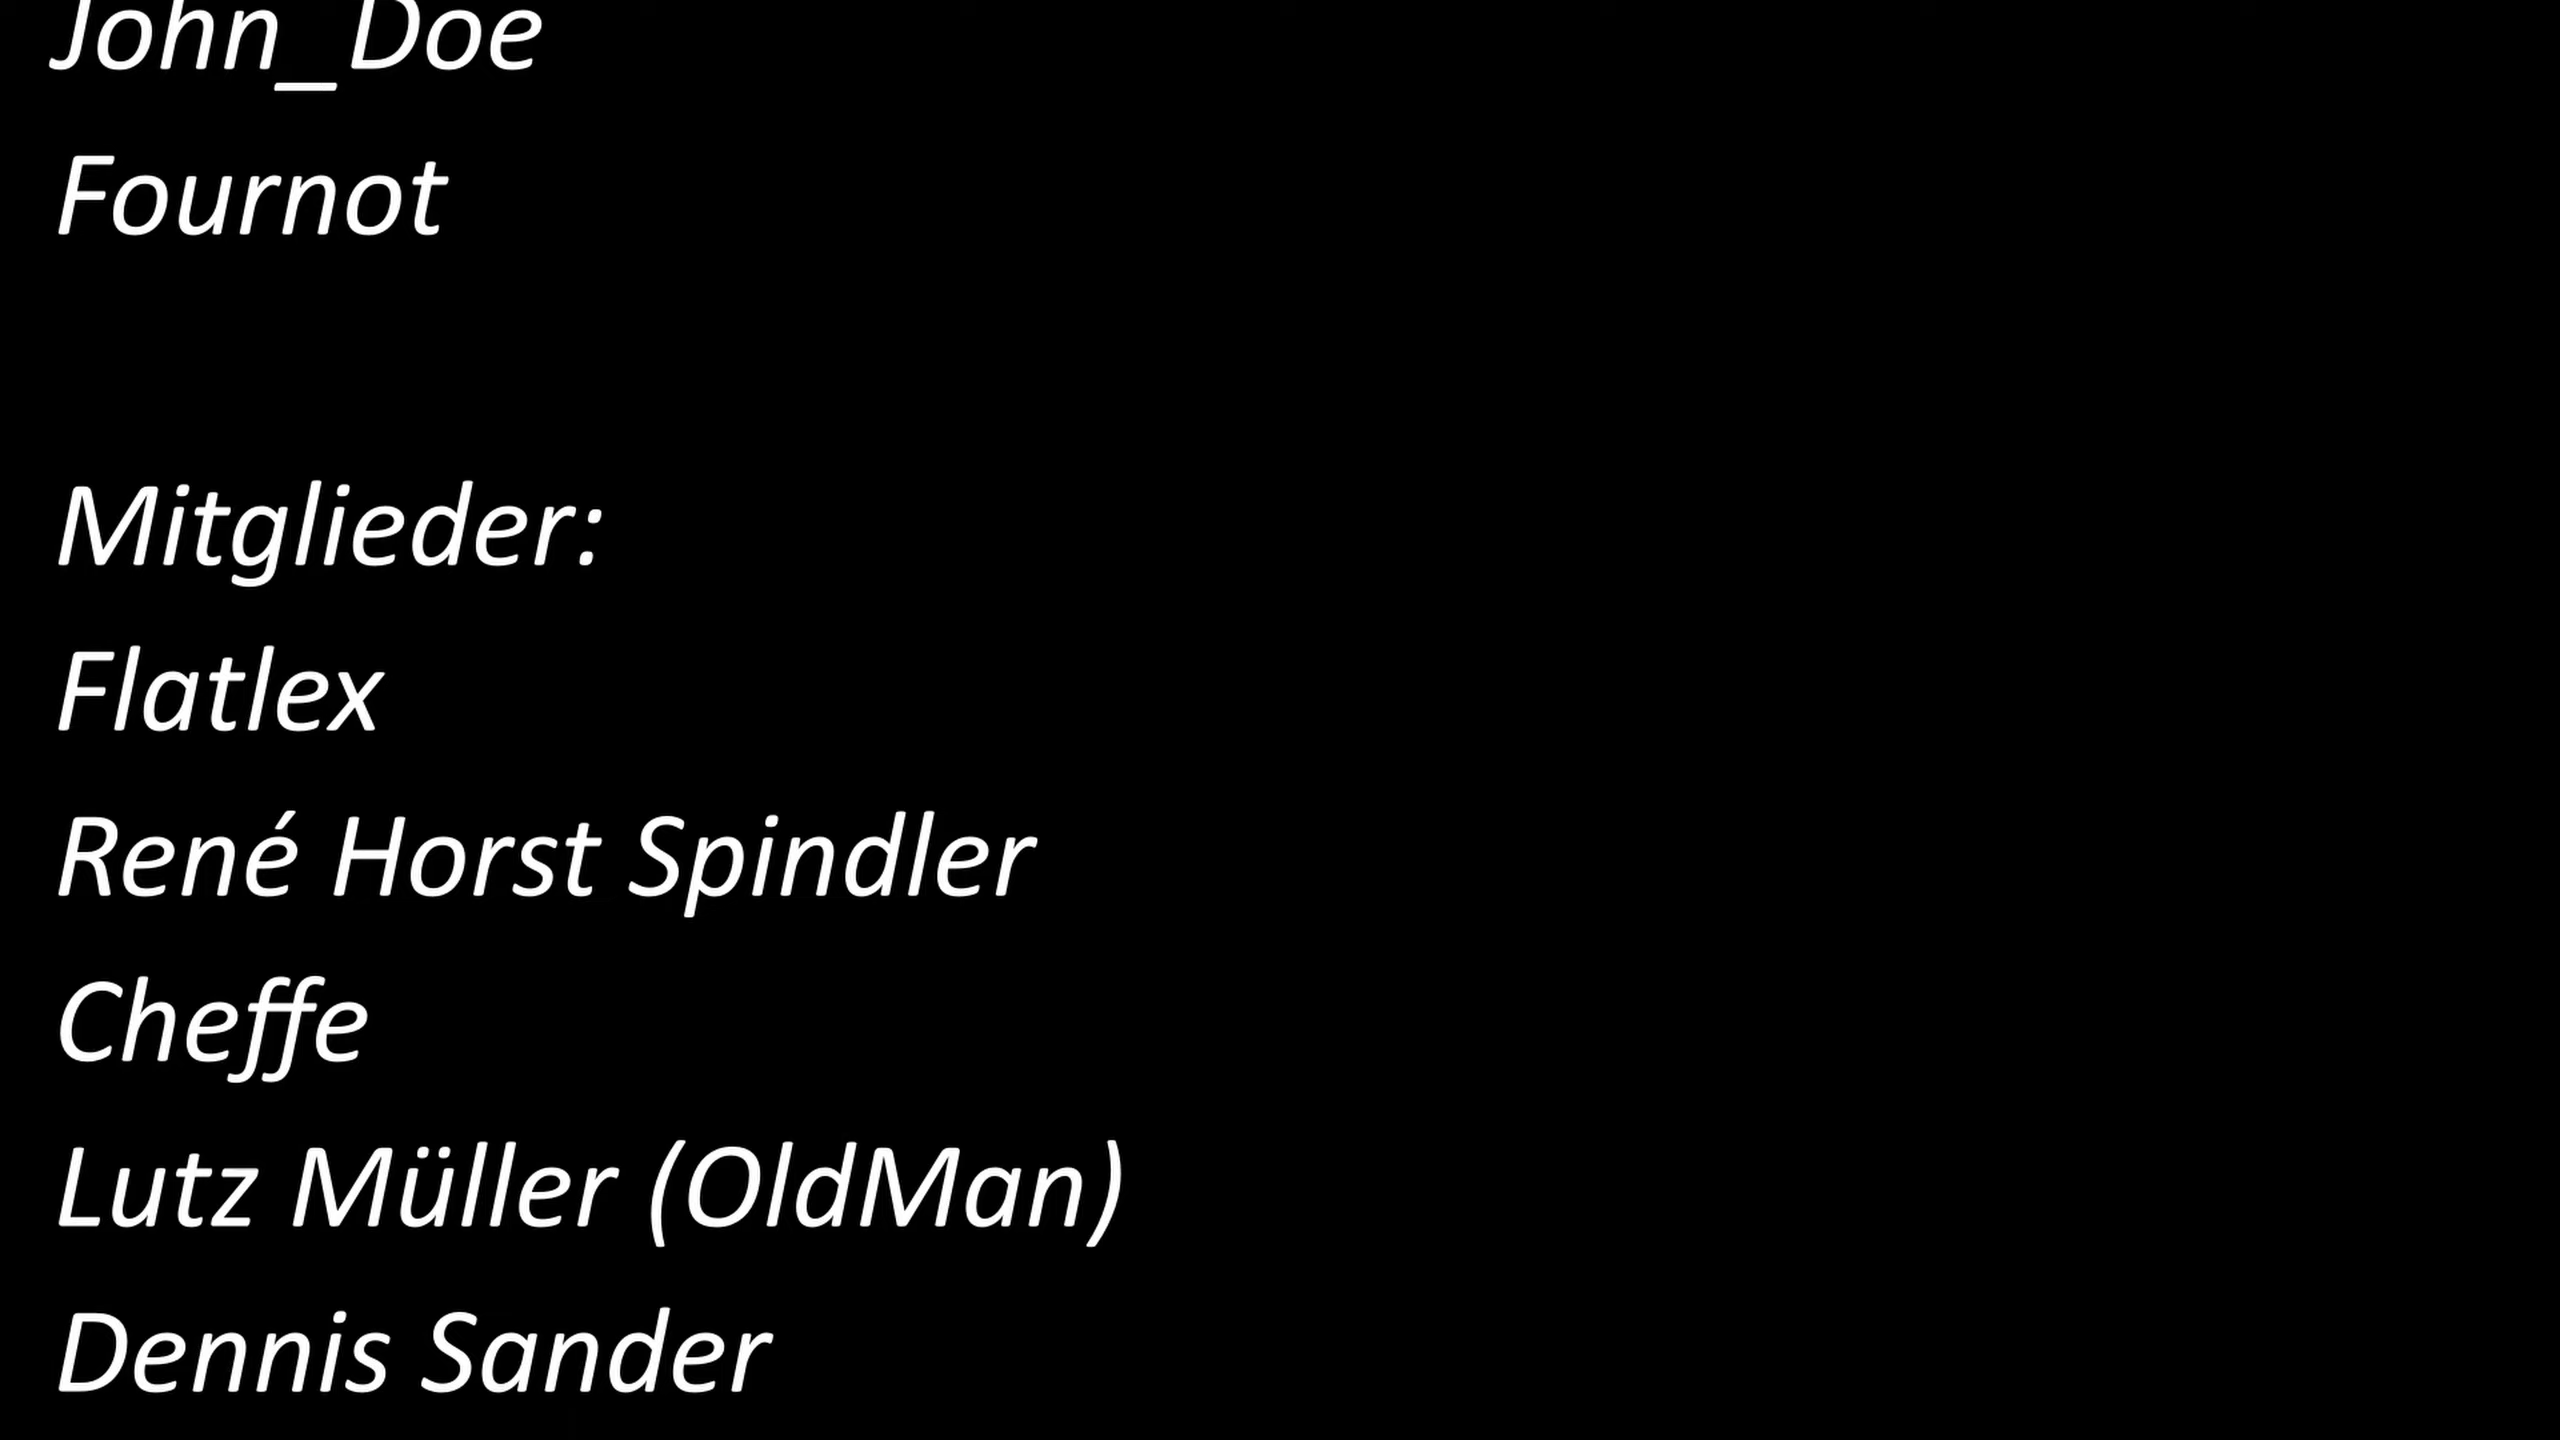 John_Doe
Fournot
Mitglieder:
Flatlex
René Horst Spindler
Cheffe
Lutz Müller (OldMan)
Dennis Sander